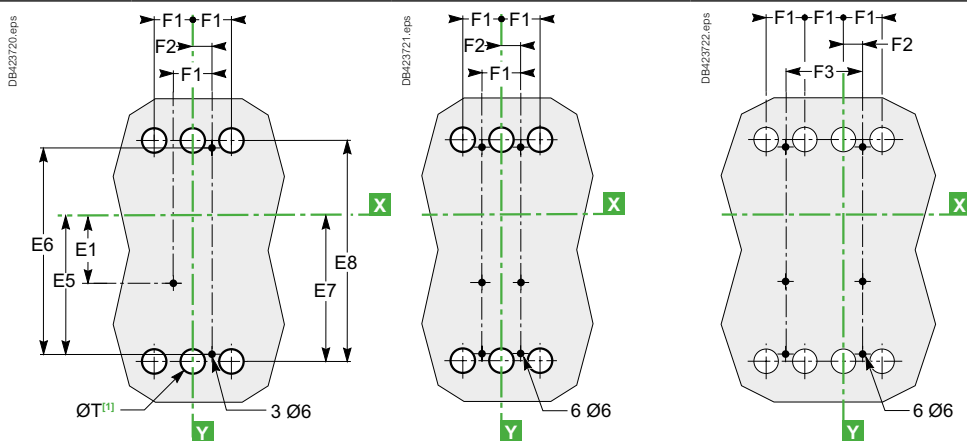 DB423720.eps
F1
F1
F2
F1
X
E6
E1
E5
E7
E8
ØT[1]
3 Ø6
Y
DB423721.eps
F1
F1
F2
F1
X
6 Ø6
Y
DB423722.eps
F1
F1
F1
F2
F3
X
6 Ø6
Y